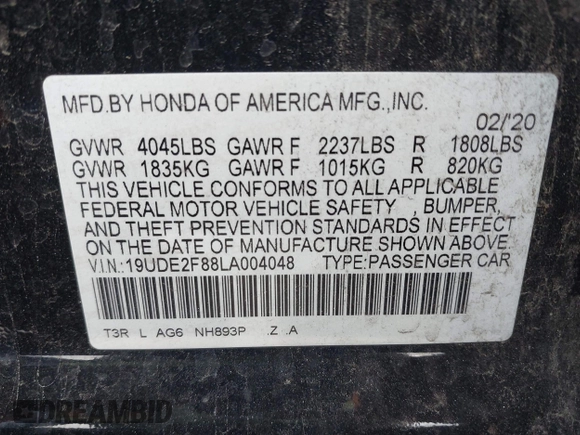 MFD.BY HONDA OF AMERICA MFG.,INC.
02/'20
GVWR 4045LBS GAWR F 2237LBS R 1808LBS
GVWR 1835KG GAWR F 1015KG R 820KG
THIS VEHICLE CONFORMS TO ALL APPLICABLE
FEDERAL MOTOR VEHICLE SAFETY , BUMPER,
AND THEFT PREVENTION STANDARDS IN EFFECT
ON THE DATE OF MANUFACTURE SHOWN ABOVE.
V.I.N.:19UDE2F88LA004048 TYPE:PASSENGER CAR
T3R L AG6 NH893P .Z .A
DREAMBID